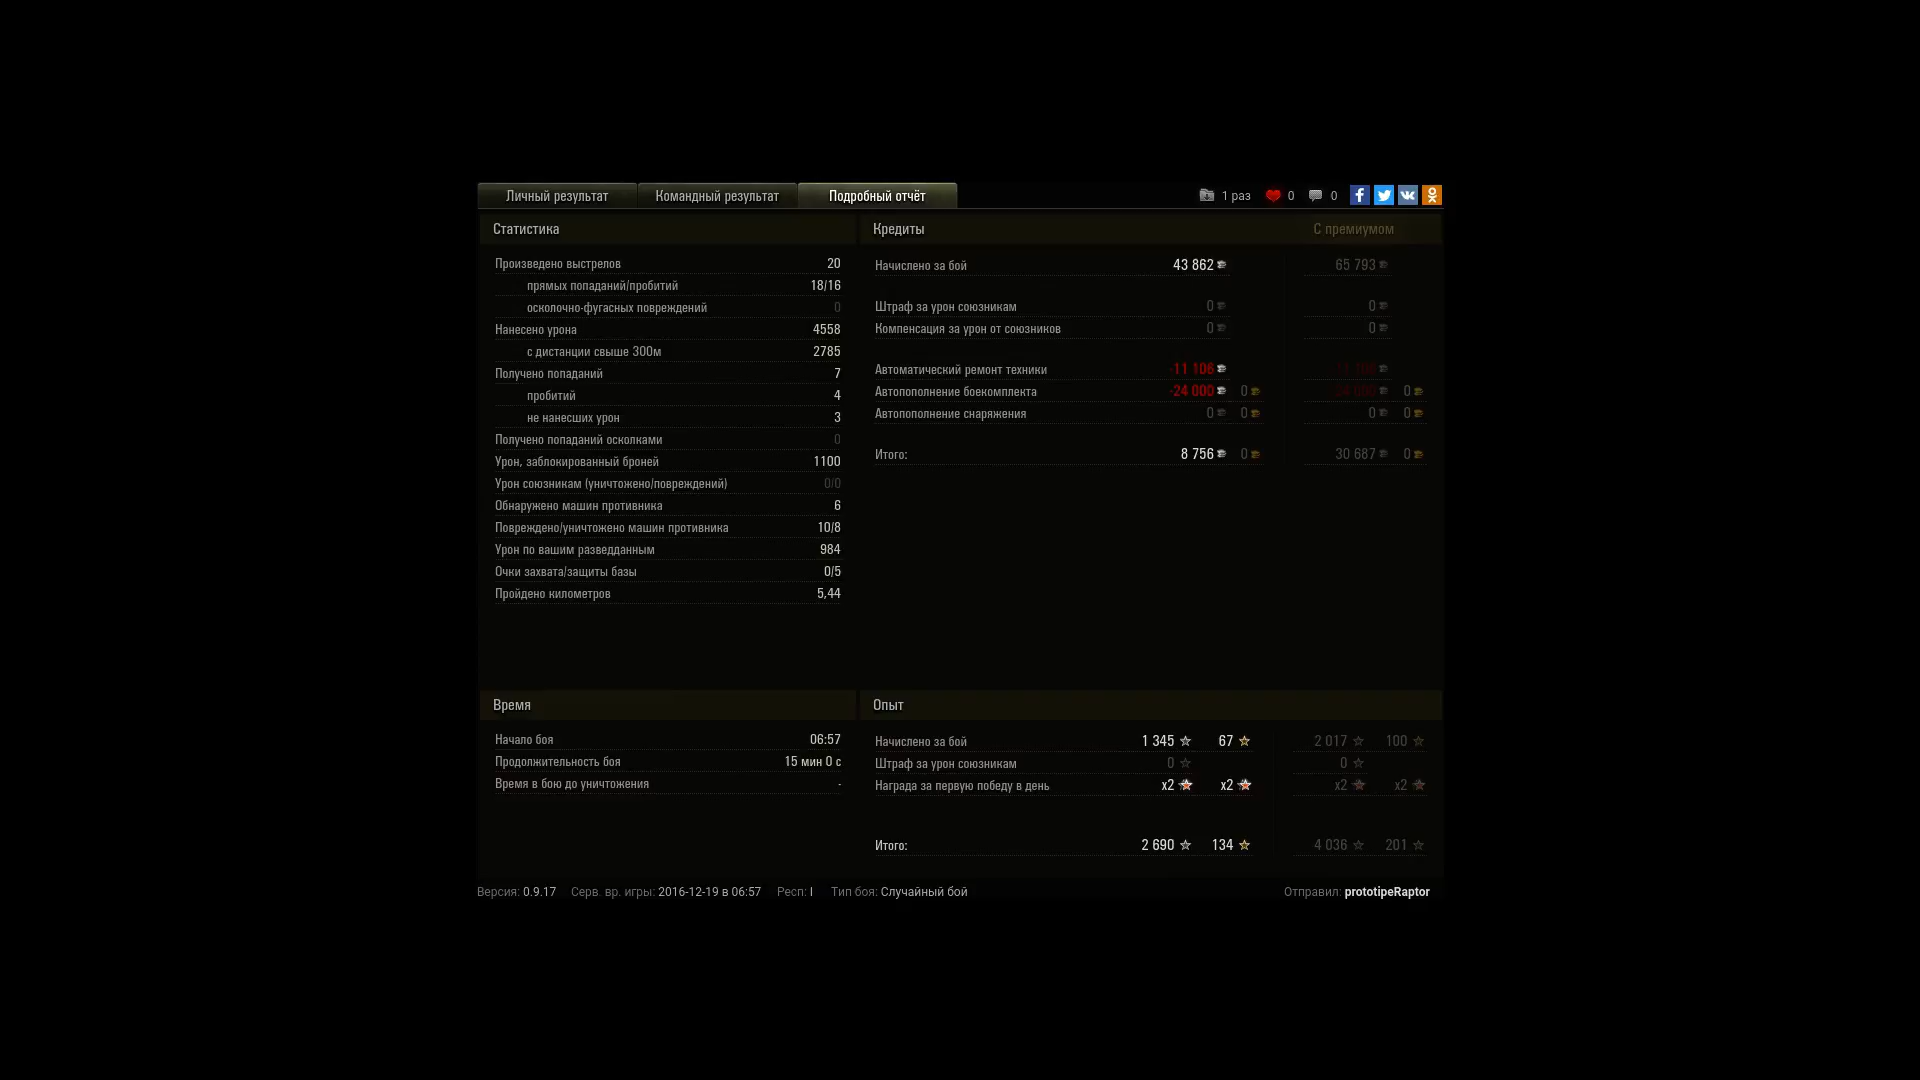 Личный результат Командный результат Подробный отчёт 1 раз 0 0
Статистика
Произведено выстрелов 20
прямых попаданий/пробитий 18/16
осколочно-фугасных повреждений 0
Нанесено урона 4558
с дистанции свыше 300м 2785
Получено попаданий 7
пробитий 4
не нанесших урон 3
Получено попаданий осколками 0
Урон, заблокированный броней 1100
Урон союзникам (уничтожено/повреждений) 0/0
Обнаружено машин противника 6
Повреждено/уничтожено машин противника 10/8
Урон по вашим разведданным 984
Очки захвата/защиты базы 0/5
Пройдено километров 5,44
Кредиты С премиумом
Начислено за бой 43 862 65 793
Штраф за урон союзникам 0 0
Компенсация за урон от союзников 0 0
Автоматический ремонт техники -11 106 -11 106
Автопополнение боекомплекта -24 000 0 -24 000 0
Автопополнение снаряжения 0 0 0 0
Итого: 8 756 0 30 687 0
Время
Начало боя 06:57
Продолжительность боя 15 мин 0 с
Время в бою до уничтожения -
Опыт
Начислено за бой 1 345 67 2 017 100
Штраф за урон союзникам 0 0
Награда за первую победу в день x2 x2 x2 x2
Итого: 2 690 134 4 036 201
Версия: 0.9.17 Серв. вр. игры: 2016-12-19 в 06:57 Респ: I Тип боя: Случайный бой Отправил: prototipeRaptor